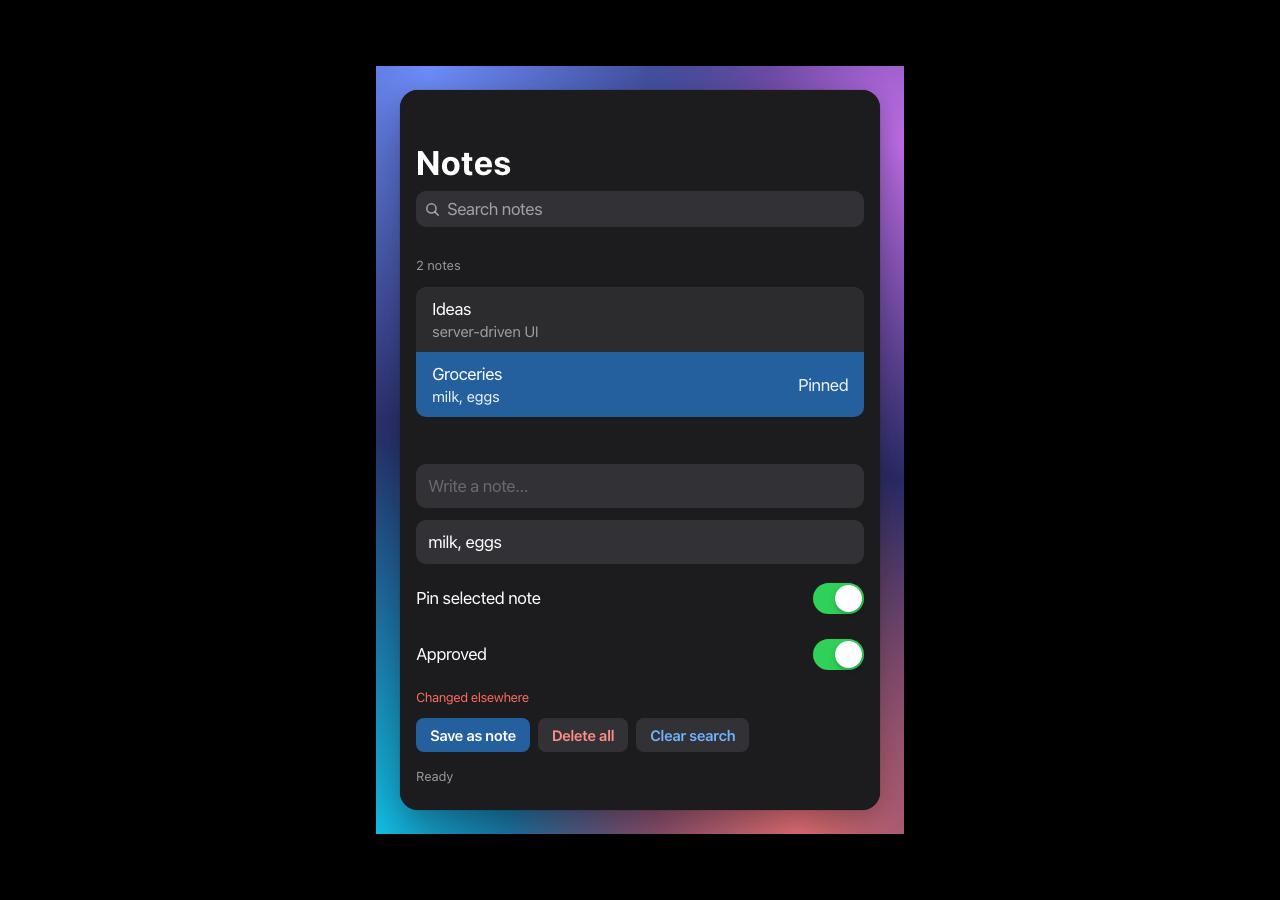 Notes
Search notes
2 notes
Ideas
server-driven UI
Groceries
milk, eggs
Pinned
Write a note...
milk, eggs
Pin selected note
Approved
Changed elsewhere
Save as note
Delete all
Clear search
Ready